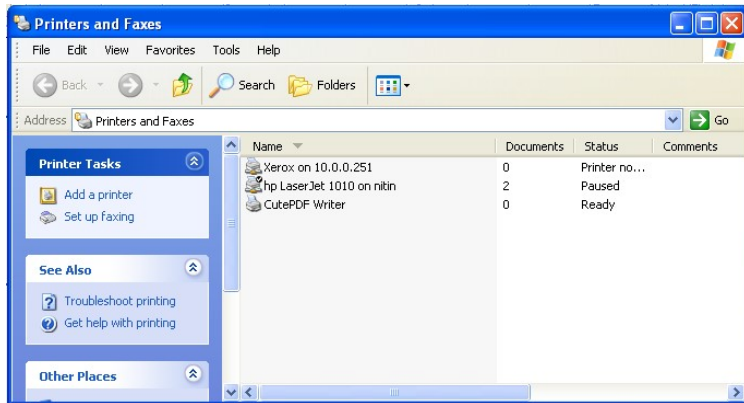 Printers and Faxes
File Edit View Favorites Tools Help
Back Search Folders
Address Printers and Faxes Go
Name Documents Status Comments
Printer Tasks
Add a printer
Set up faxing
See Also
Troubleshoot printing
Get help with printing
Other Places
Xerox on 10.0.0.251 0 Printer no...
hp LaserJet 1010 on nitin 2 Paused
CutePDF Writer 0 Ready